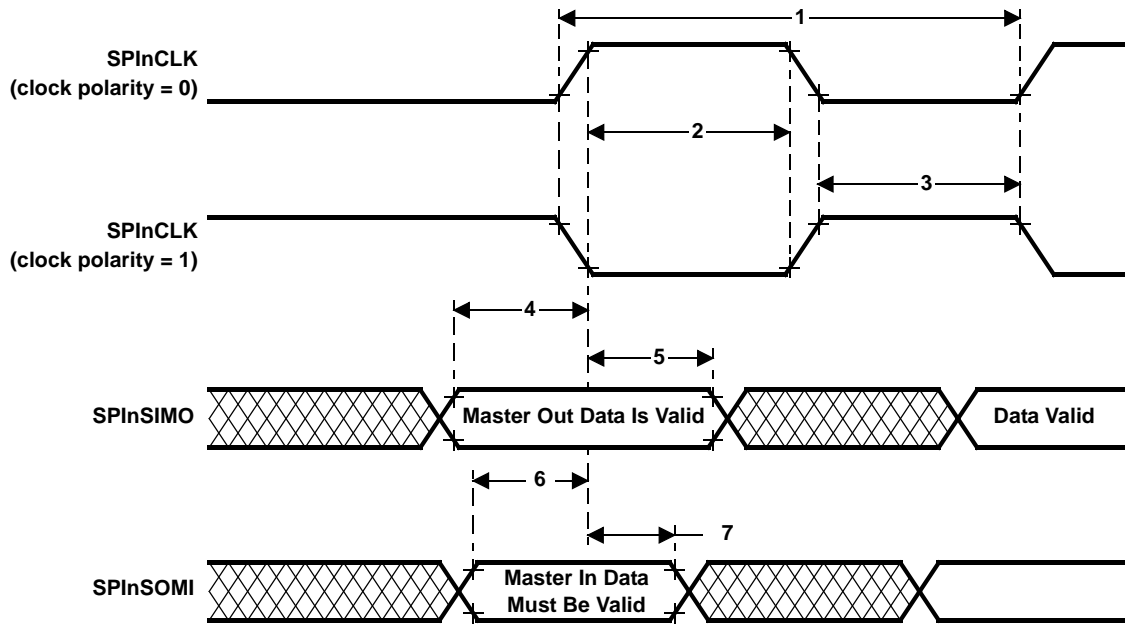 1
SPInCLK
(clock polarity = 0)
2
3
SPInCLK
(clock polarity = 1)
4
5
SPInSIMO
Master Out Data Is Valid
Data Valid
6
7
SPInSOMI
Master In Data
Must Be Valid